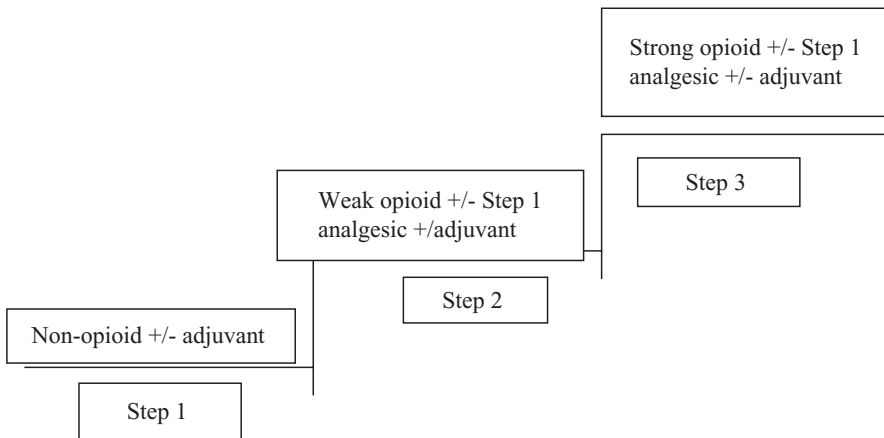 Strong opioid +/- Step 1
analgesic +/- adjuvant
Step 3
Weak opioid +/- Step 1
analgesic +/adjuvant
Step 2
Non-opioid +/- adjuvant
Step 1